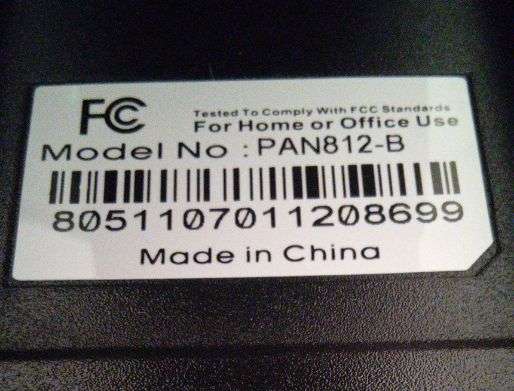 FC Tested To Comply With FCC Standards
For Home or Office Use
Model No : PAN812-B
8051107011208699
Made in China